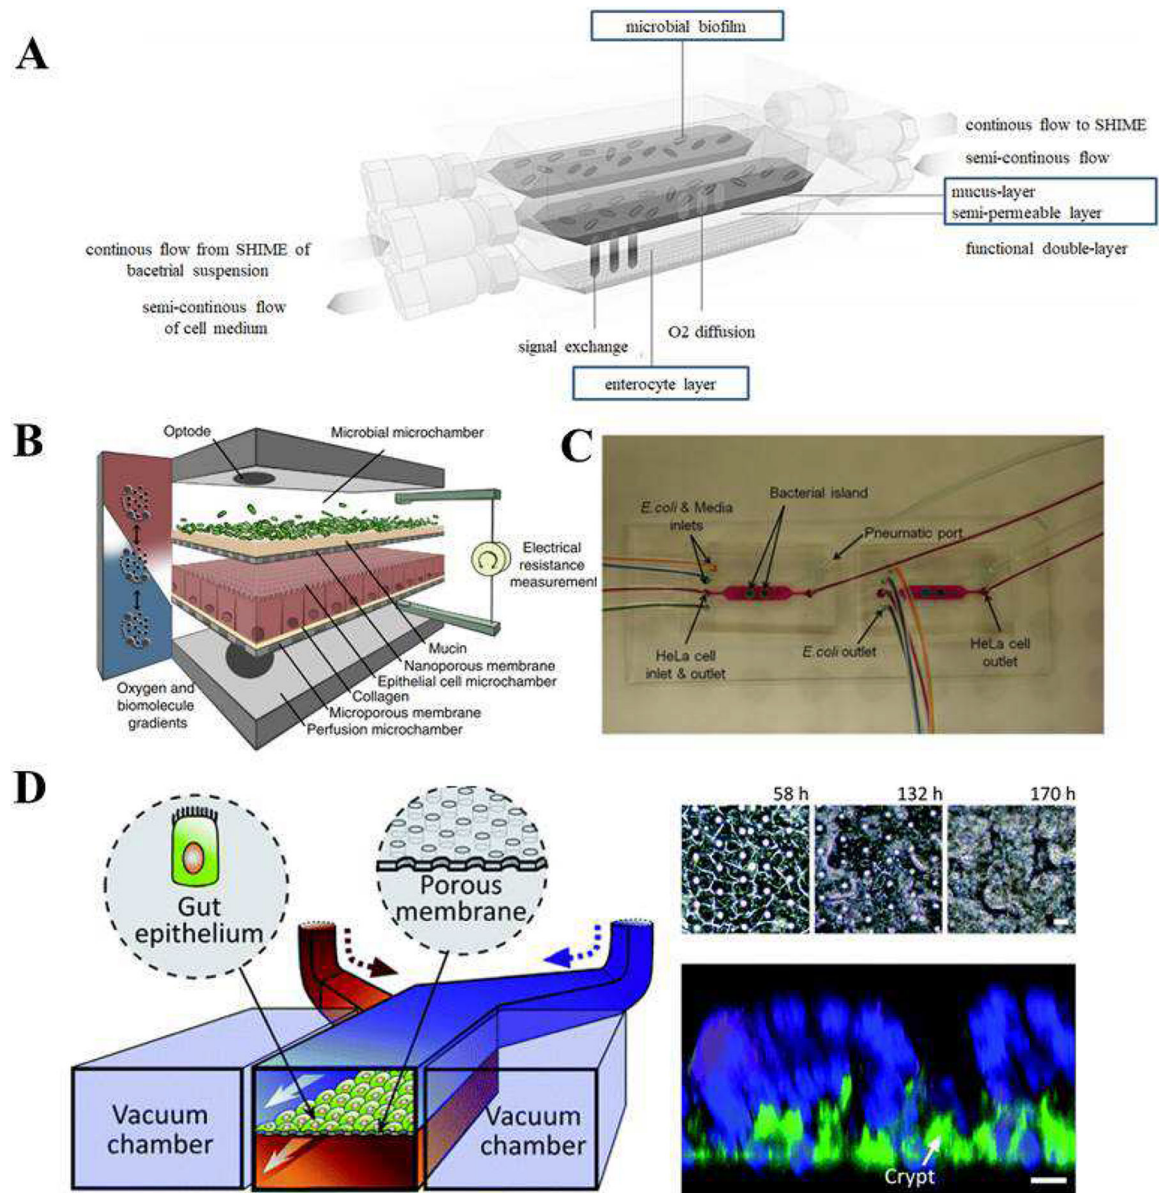 A
microbial biofilm
continous flow to SHIME
semi-continous flow
mucus-layer
semi-permeable layer
functional double-layer
continous flow from SHIME of
bacetrial suspension
semi-continous flow
of cell medium
signal exchange
O2 diffusion
enterocyte layer
B
Optode
Microbial microchamber
Electrical
resistance
measurement
Mucin
Nanoporous membrane
Epithelial cell microchamber
Collagen
Microporous membrane
Perfusion microchamber
Oxygen and
biomolecule
gradients
C
E.coli & Media
inlets
Bacterial island
Pneumatic port
HeLa cell
inlet & outlet
E.coli outlet
HeLa cell
outlet
D
Gut
epithelium
Porous
membrane
Vacuum
chamber
Vacuum
chamber
58 h
132 h
170 h
Crypt